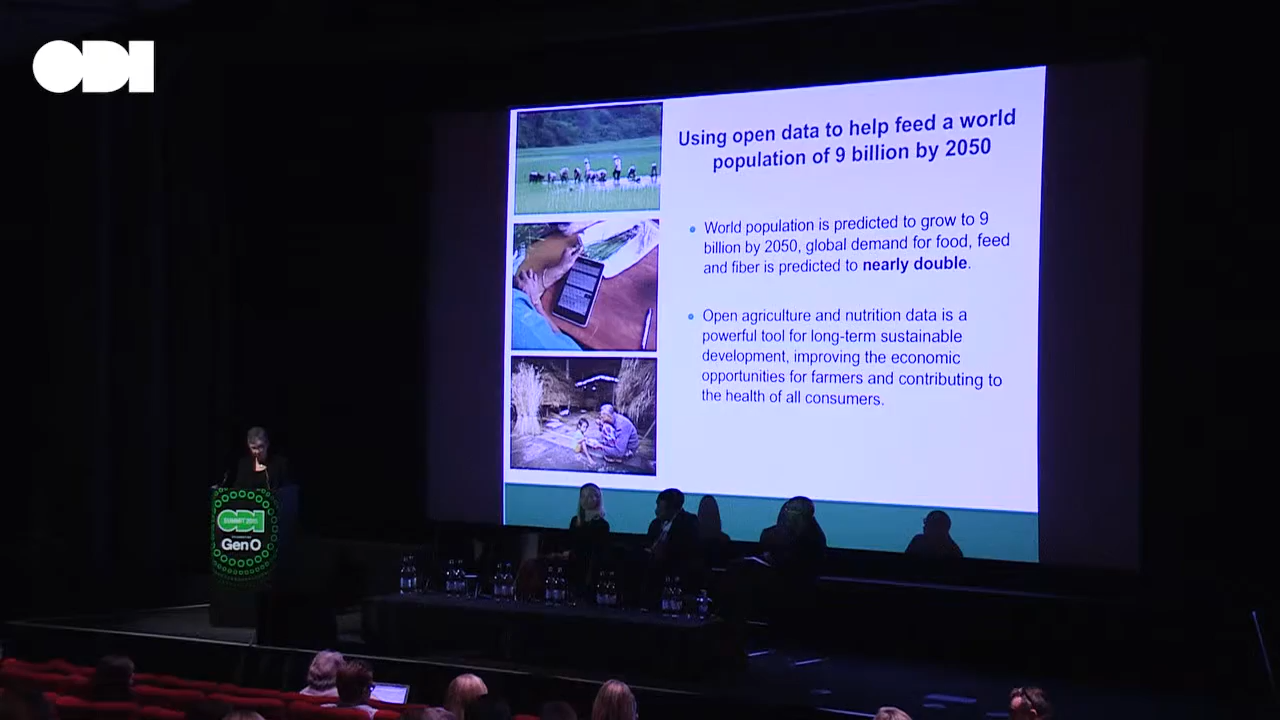 ODI
Using open data to help feed a world
population of 9 billion by 2050
World population is predicted to grow to 9
billion by 2050, global demand for food, feed
and fiber is predicted to nearly double.
Open agriculture and nutrition data is a
powerful tool for long-term sustainable
development, improving the economic
opportunities for farmers and contributing to
the health of all consumers.
SUMMIT 2015
ODI
Gen O